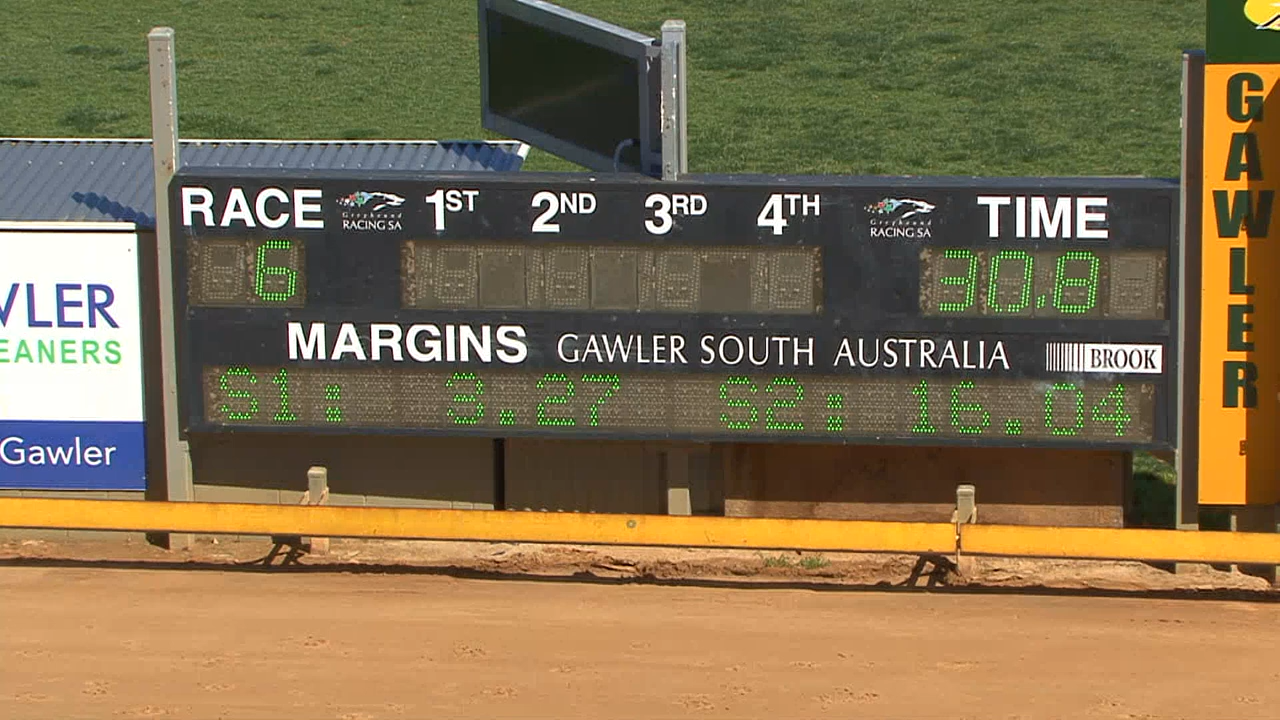 RACE Greyhound RACING SA 1ST 2ND 3RD 4TH Greyhound RACING SA TIME
6 30.8
MARGINS GAWLER SOUTH AUSTRALIA BROOK
S1: 3.27 S2: 16.04
VLER
EANERS
Gawler
GAWLER